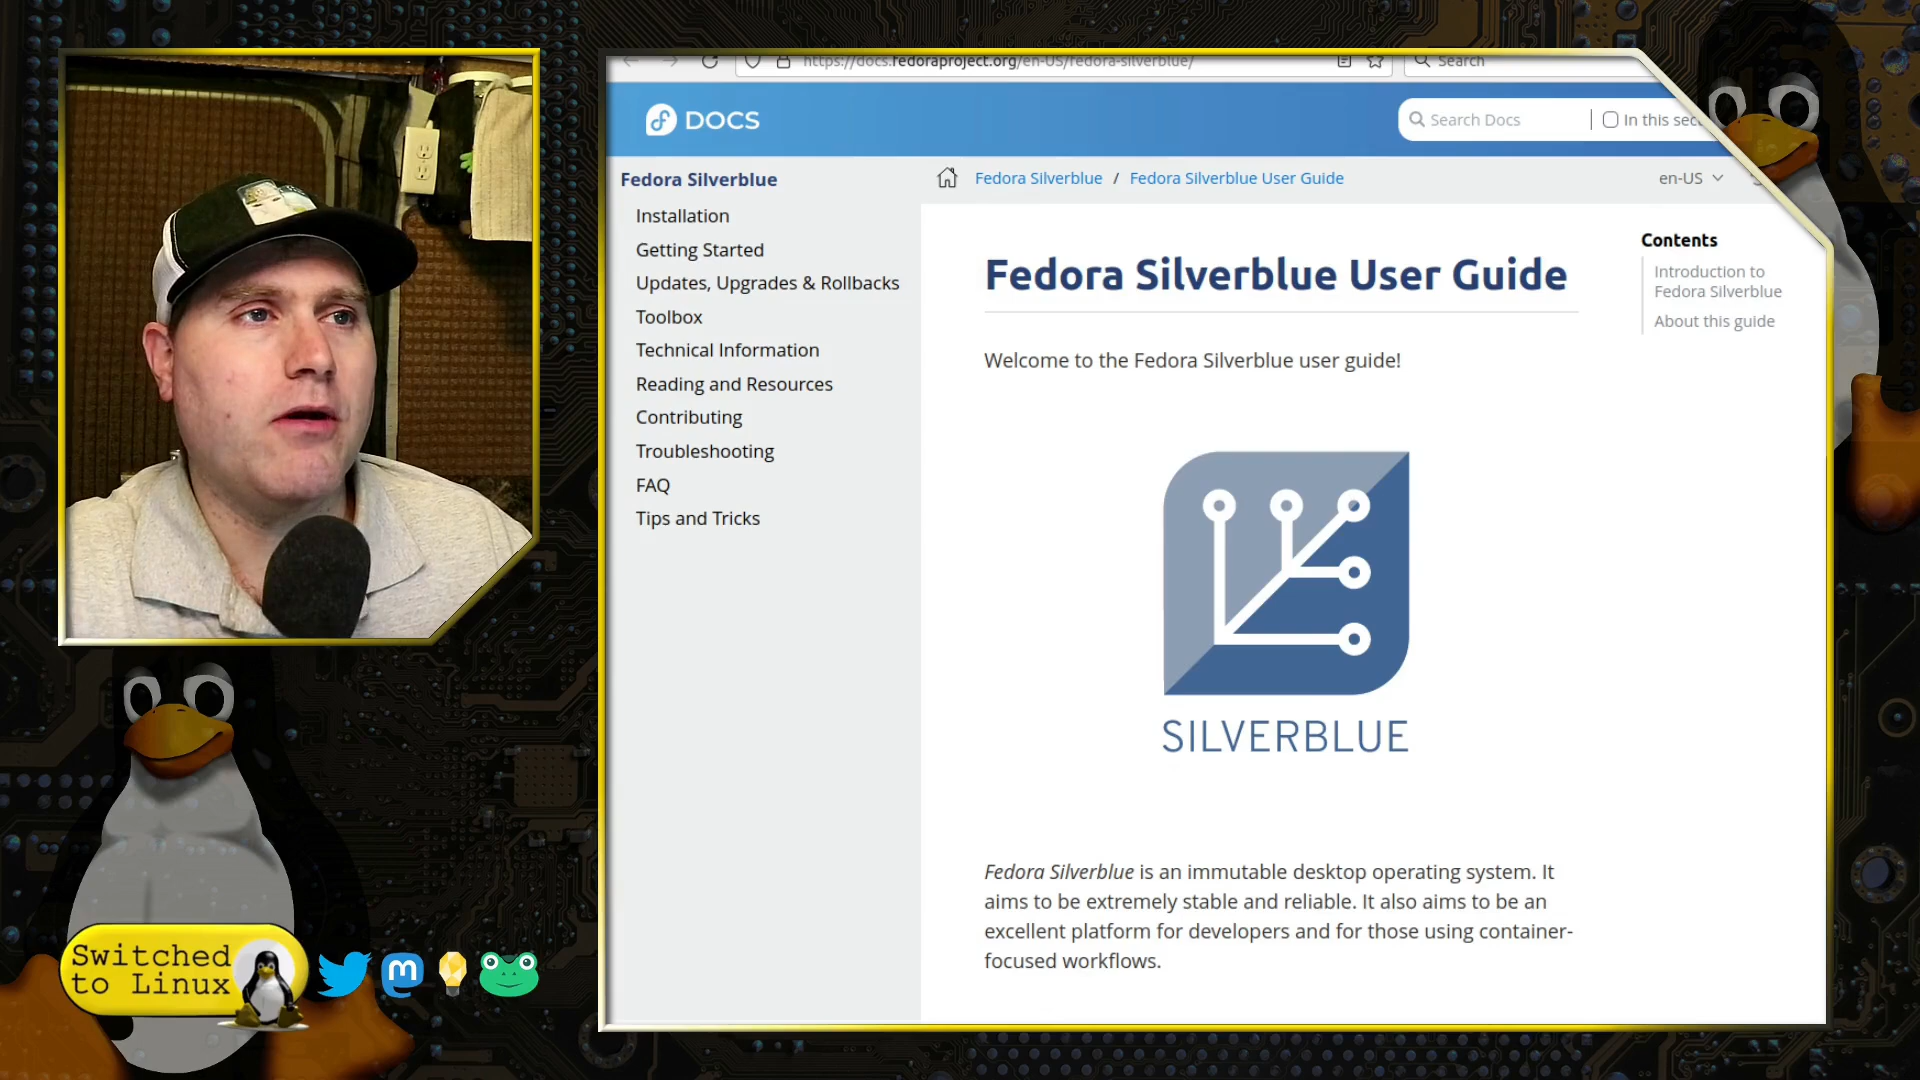 https://docs.fedoraproject.org/en-US/fedora-silverblue/
Search
DOCS
Search Docs
In this
Fedora Silverblue
Installation
Getting Started
Updates, Upgrades & Rollbacks
Toolbox
Technical Information
Reading and Resources
Contributing
Troubleshooting
FAQ
Tips and Tricks
Fedora Silverblue / Fedora Silverblue User Guide
en-US
Fedora Silverblue User Guide
Welcome to the Fedora Silverblue user guide!
SILVERBLUE
Fedora Silverblue is an immutable desktop operating system. It
aims to be extremely stable and reliable. It also aims to be an
excellent platform for developers and for those using container-
focused workflows.
Contents
Introduction to
Fedora Silverblue
About this guide
Switched
to Linux